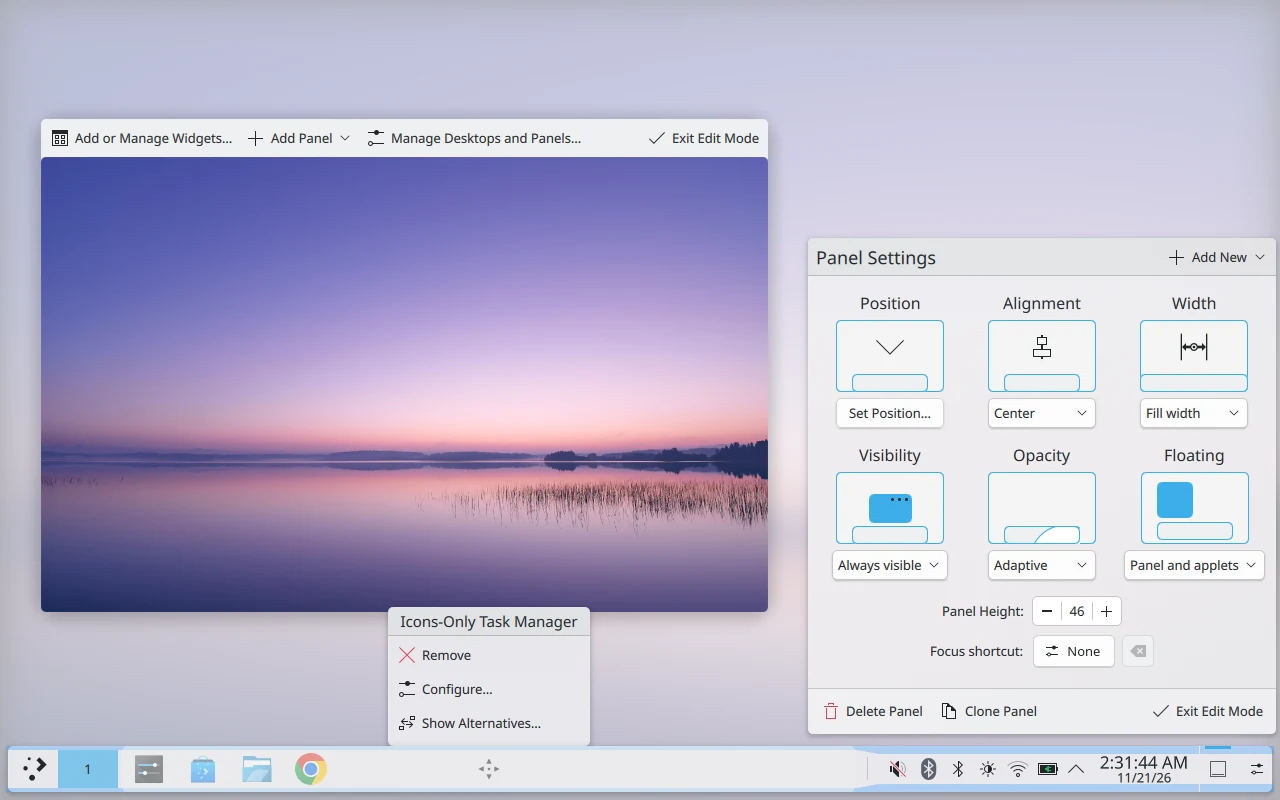 Add or Manage Widgets...
Add Panel
Manage Desktops and Panels...
Exit Edit Mode
Panel Settings
Add New
Position
Alignment
Width
Set Position...
Center
Fill width
Visibility
Opacity
Floating
Always visible
Adaptive
Panel and applets
Panel Height:
46
Focus shortcut:
None
Delete Panel
Clone Panel
Exit Edit Mode
Icons-Only Task Manager
Remove
Configure...
Show Alternatives...
1
2:31:44 AM
11/21/26